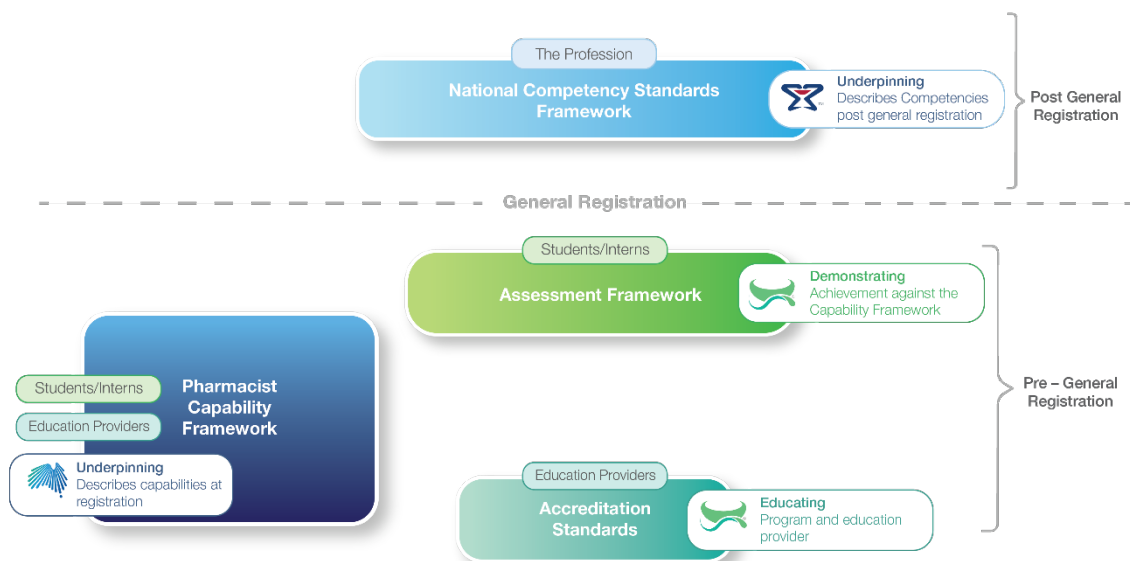 The Profession
National Competency Standards
Framework
Underpinning
Describes Competencies
post general registration
Post General
Registration
General Registration
Students/Interns
Assessment Framework
Demonstrating
Achievement against the
Capability Framework
Pre – General
Registration
Students/Interns
Education Providers
Pharmacist
Capability
Framework
Underpinning
Describes capabilities at
registration
Education Providers
Accreditation
Standards
Educating
Program and education
provider